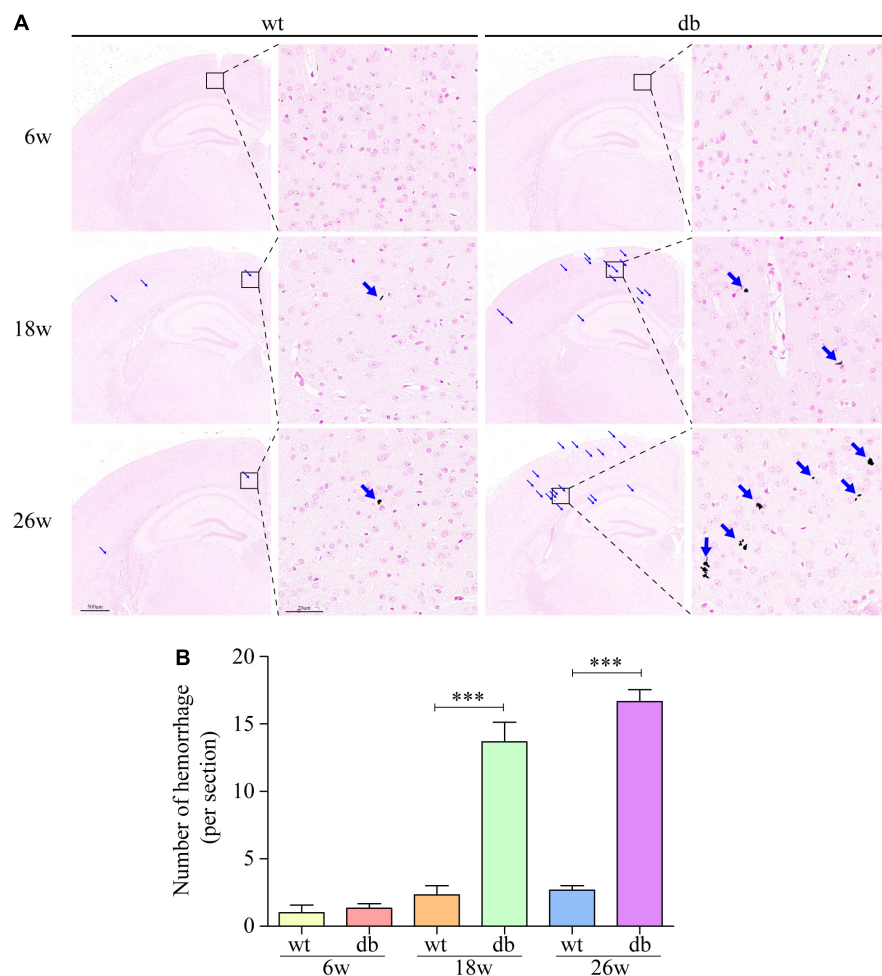 A
wt
db
6w
18w
26w
500um
20um
B
Number of hemorrhage
(per section)
20
15
10
5
0
***
***
wt
db
wt
db
wt
db
6w
18w
26w